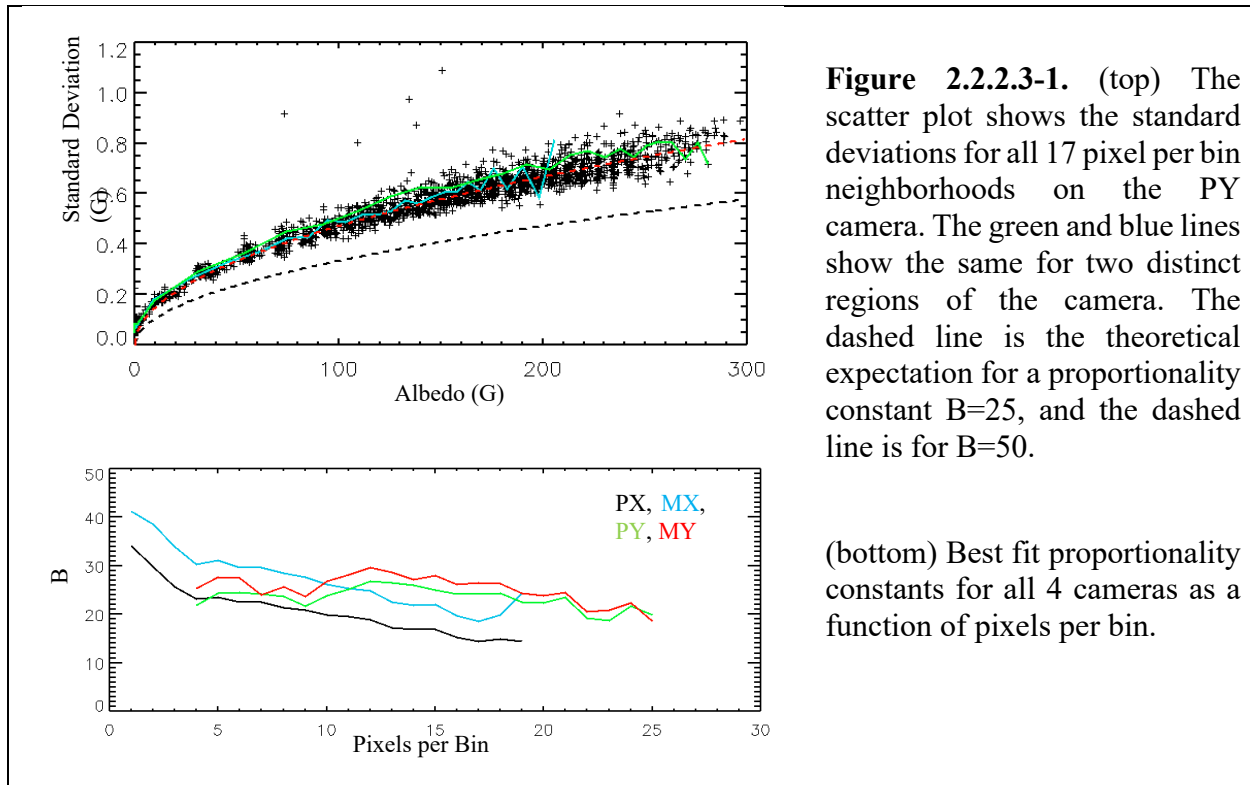 1.2
1.0
0.8
0.6
0.4
0.2
0.0
Standard Deviation
(G)
0 100 200 300
Albedo (G)
50
40
30
20
10
0
B
PX, MX,
PY, MY
0 5 10 15 20 25 30
Pixels per Bin
Figure 2.2.2.3-1. (top) The
scatter plot shows the standard
deviations for all 17 pixel per bin
neighborhoods on the PY
camera. The green and blue lines
show the same for two distinct
regions of the camera. The
dashed line is the theoretical
expectation for a proportionality
constant B=25, and the dashed
line is for B=50.
(bottom) Best fit proportionality
constants for all 4 cameras as a
function of pixels per bin.